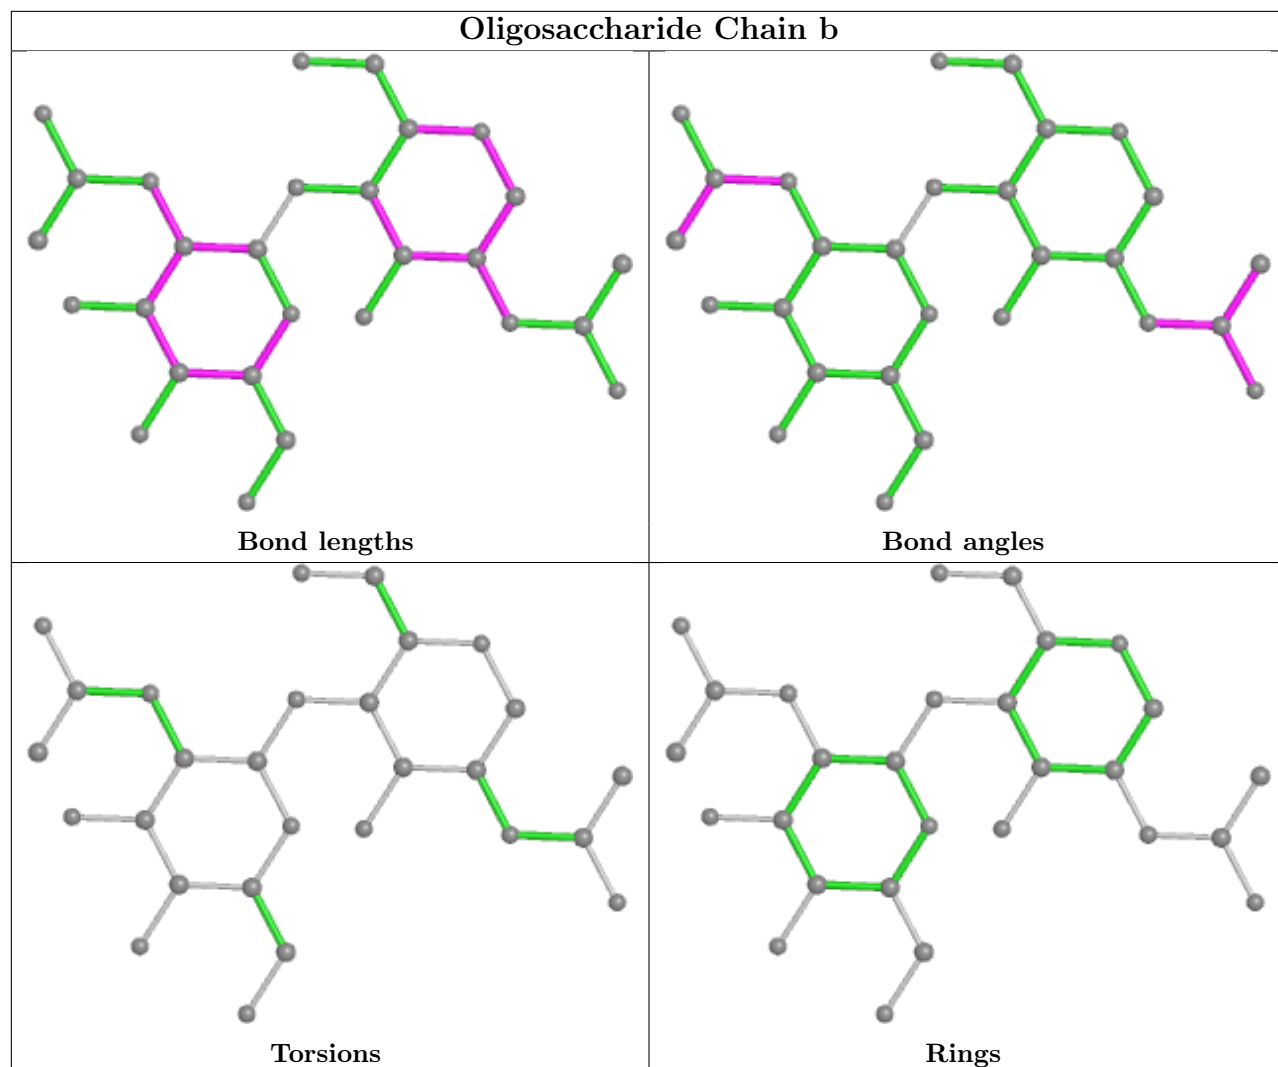 Oligosaccharide Chain b
Bond lengths
Bond angles
Torsions
Rings